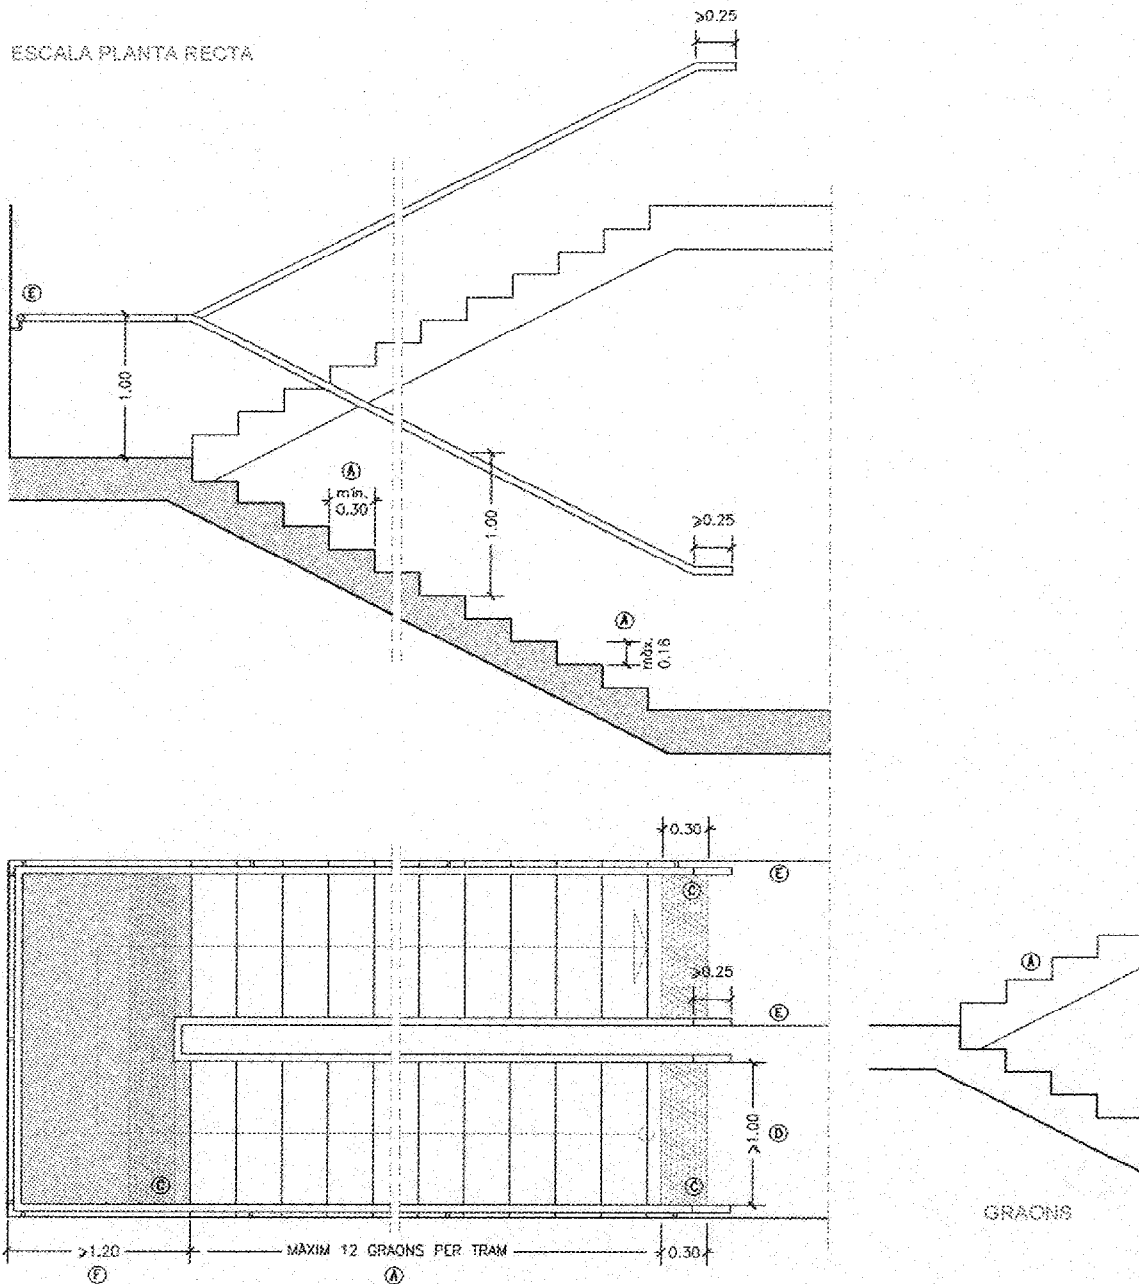 ≥0.25
ESCALA PLANTA RECTA
E
1.00
A
mín.
0.30
1.00
≥0.25
A
màx.
0.16
0.30
C
E
A
≥0.25
E
≥1.00
D
C
C
GRAONS
≥1.20
MÀXIM 12 GRAONS PER TRAM
0.30
F
A